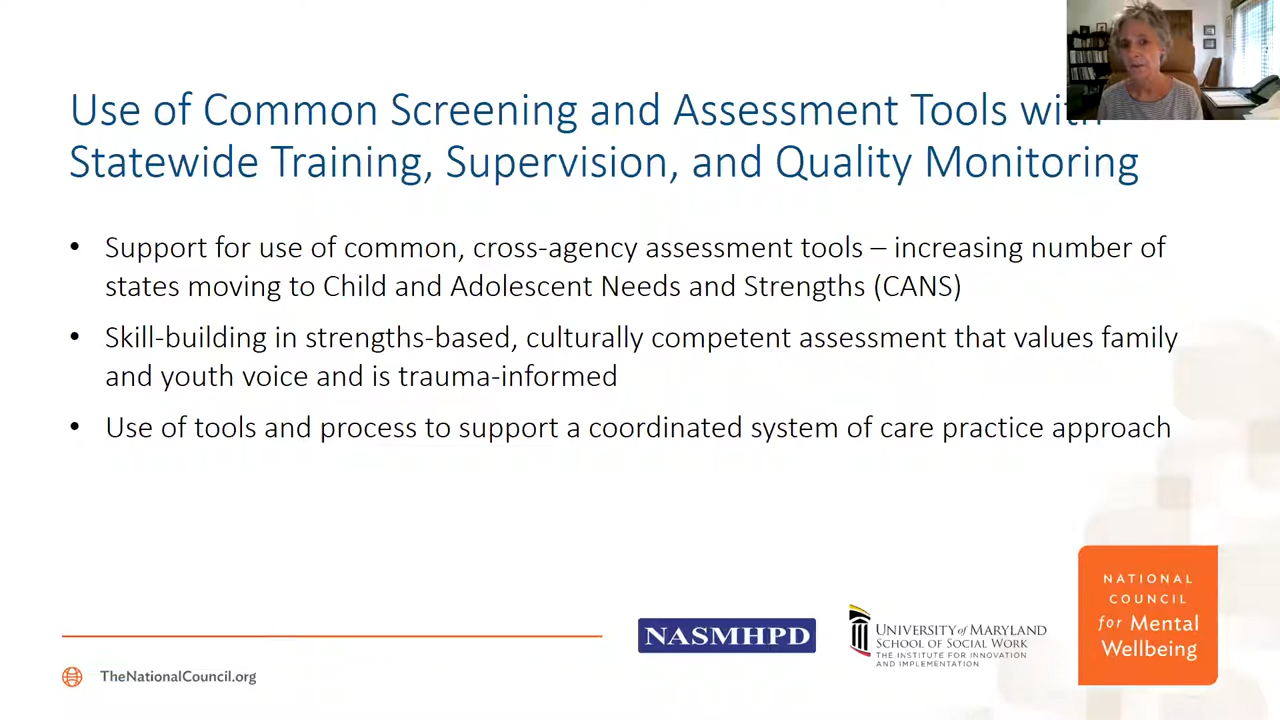 Use of Common Screening and Assessment Tools with
Statewide Training, Supervision, and Quality Monitoring
• Support for use of common, cross-agency assessment tools – increasing number of
states moving to Child and Adolescent Needs and Strengths (CANS)
• Skill-building in strengths-based, culturally competent assessment that values family
and youth voice and is trauma-informed
• Use of tools and process to support a coordinated system of care practice approach
NASMHPD
UNIVERSITY of MARYLAND
SCHOOL OF SOCIAL WORK
THE INSTITUTE FOR INNOVATION
AND IMPLEMENTATION
NATIONAL
COUNCIL
for Mental
Wellbeing
TheNationalCouncil.org